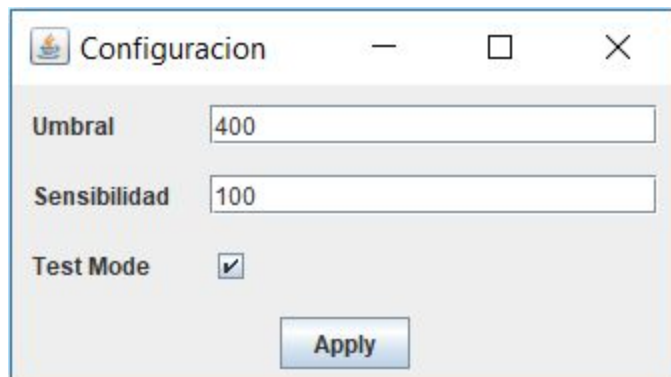 Configuracion
Umbral 400
Sensibilidad 100
Test Mode
Apply